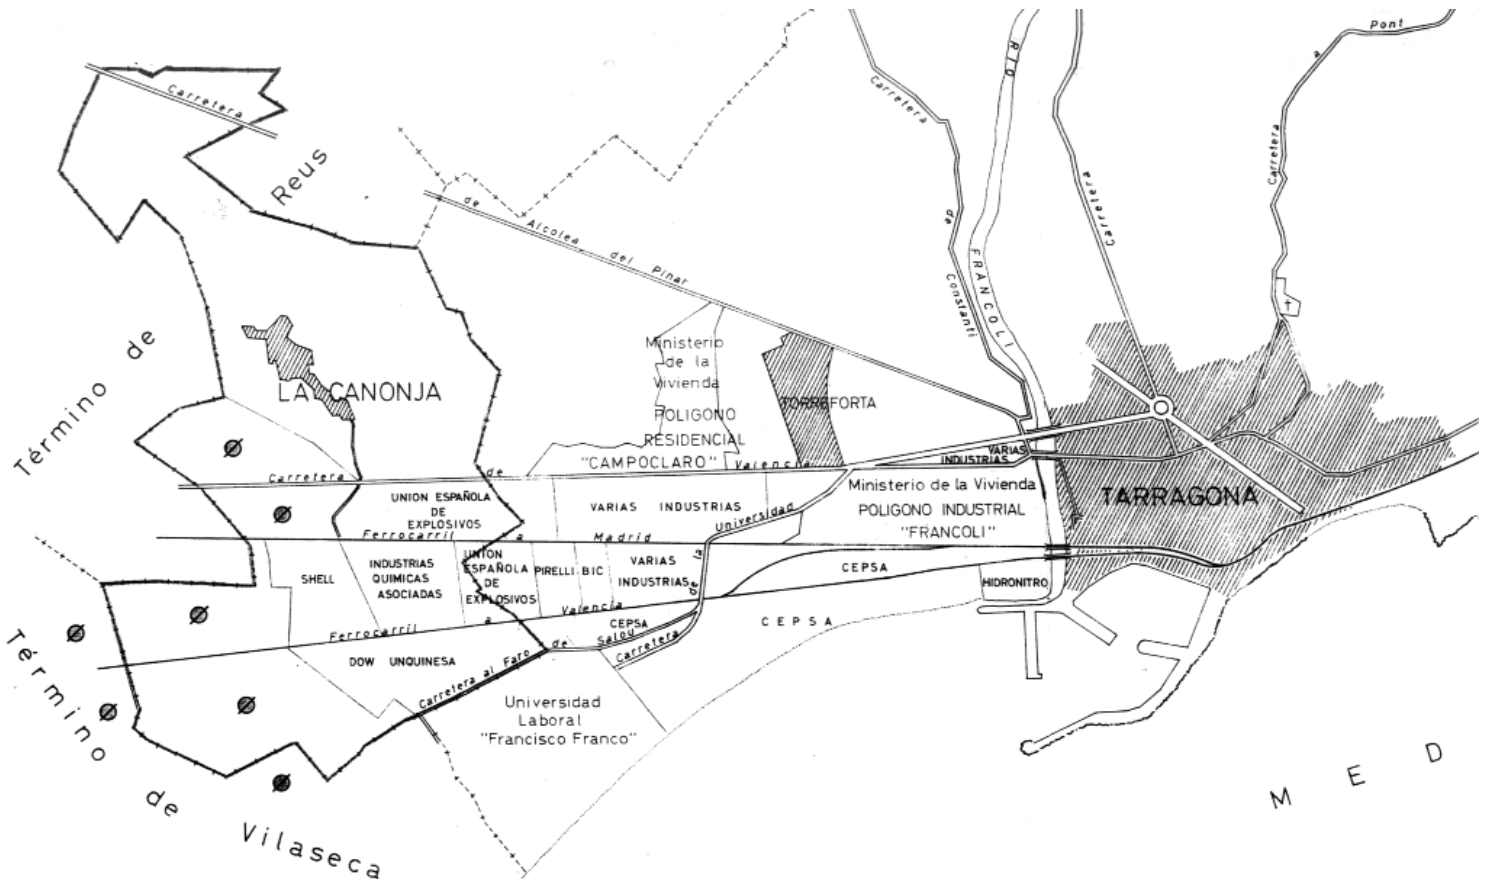 Carretera
Reus
de Alcolea del Pinar
Carretera de Constanti
RIO FRANCOLI
Carretera
Carretera a Pont
Término de
LA CANONJA
Ministerio
de la
Vivienda
POLIGONO
RESIDENCIAL
"CAMPOCLARO"
TORREFORTA
VARIAS
INDUSTRIAS
Carretera de Valencia
UNION ESPAÑOLA
DE
EXPLOSIVOS
VARIAS INDUSTRIAS
Universidad
Ministerio de la Vivienda
POLIGONO INDUSTRIAL
"FRANCOLI"
TARRAGONA
Ferrocarril a Madrid
SHELL
INDUSTRIAS
QUIMICAS
ASOCIADAS
UNION
ESPAÑOLA
DE
EXPLOSIVOS
PIRELLI
BIC
VARIAS
INDUSTRIAS
de la
CEPSA
HIDRONITRO
Ferrocarril a Valencia
CEPSA
CEPSA
DOW UNQUINESA
Carretera al Faro de Salou
Carretera
Universidad
Laboral
"Francisco Franco"
Término de Vilaseca
MED